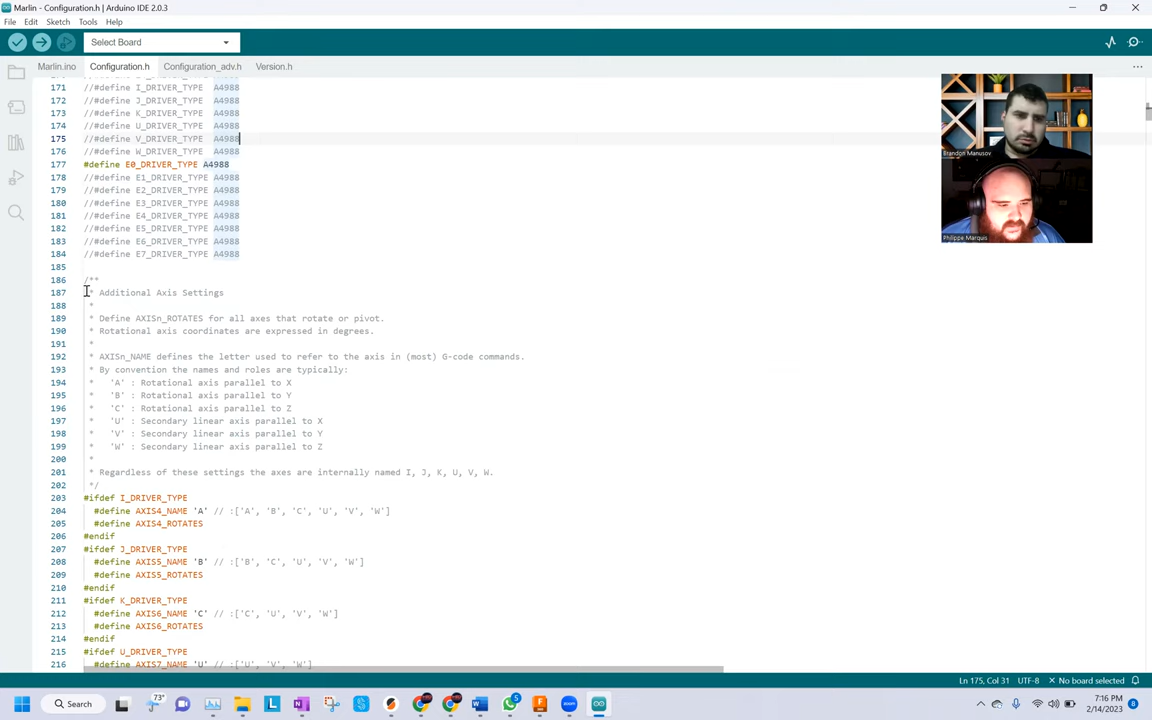 Marlin - Configuration.h | Arduino IDE 2.0.3
File Edit Sketch Tools Help
Select Board
Marlin.ino Configuration.h Configuration_adv.h Version.h
171 //#define I_DRIVER_TYPE A4988
172 //#define J_DRIVER_TYPE A4988
173 //#define K_DRIVER_TYPE A4988
174 //#define U_DRIVER_TYPE A4988
175 //#define V_DRIVER_TYPE A4988
176 //#define W_DRIVER_TYPE A4988
177 #define E0_DRIVER_TYPE A4988
178 //#define E1_DRIVER_TYPE A4988
179 //#define E2_DRIVER_TYPE A4988
180 //#define E3_DRIVER_TYPE A4988
181 //#define E4_DRIVER_TYPE A4988
182 //#define E5_DRIVER_TYPE A4988
183 //#define E6_DRIVER_TYPE A4988
184 //#define E7_DRIVER_TYPE A4988
185
186 /**
187 * Additional Axis Settings
188 *
189 * Define AXISn_ROTATES for all axes that rotate or pivot.
190 * Rotational axis coordinates are expressed in degrees.
191 *
192 * AXISn_NAME defines the letter used to refer to the axis in (most) G-code commands.
193 * By convention the names and roles are typically:
194 * 'A' : Rotational axis parallel to X
195 * 'B' : Rotational axis parallel to Y
196 * 'C' : Rotational axis parallel to Z
197 * 'U' : Secondary linear axis parallel to X
198 * 'V' : Secondary linear axis parallel to Y
199 * 'W' : Secondary linear axis parallel to Z
200 *
201 * Regardless of these settings the axes are internally named I, J, K, U, V, W.
202 */
203 #ifdef I_DRIVER_TYPE
204 #define AXIS4_NAME 'A' // :['A', 'B', 'C', 'U', 'V', 'W']
205 #define AXIS4_ROTATES
206 #endif
207 #ifdef J_DRIVER_TYPE
208 #define AXIS5_NAME 'B' // :['B', 'C', 'U', 'V', 'W']
209 #define AXIS5_ROTATES
210 #endif
211 #ifdef K_DRIVER_TYPE
212 #define AXIS6_NAME 'C' // :['C', 'U', 'V', 'W']
213 #define AXIS6_ROTATES
214 #endif
215 #ifdef U_DRIVER_TYPE
216 #define AXIS7_NAME 'U' // :['U', 'V', 'W']
Brandon Manusov
Philippe Marquis
Ln 175, Col 31 UTF-8 No board selected
Search
73°
5
7:16 PM
2/14/2023
8